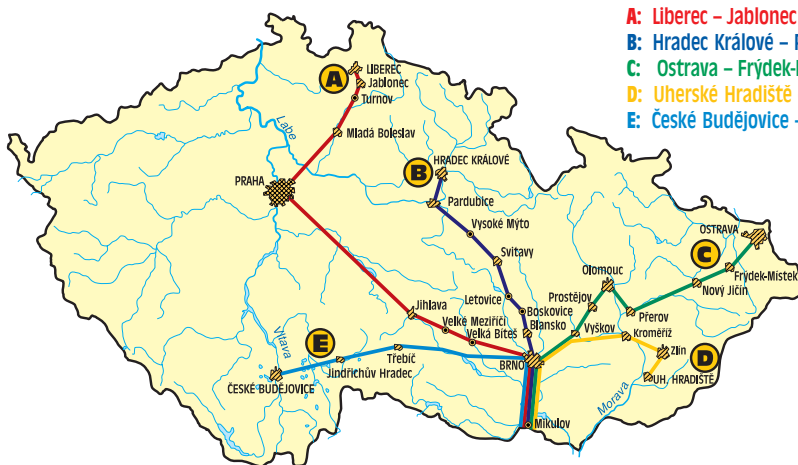 A: Liberec – Jablonec
B: Hradec Králové –
C: Ostrava – Frýdek-
D: Uherské Hradiště
E: České Budějovice -
A
LIBEREC
Jablonec
Turnov
Mladá Boleslav
Labe
PRAHA
B
HRADEC KRÁLOVÉ
Pardubice
Vysoké Mýto
Svitavy
Letovice
Boskovice
Blansko
OSTRAVA
C
Frýdek-Místek
Nový Jičín
Olomouc
Prostějov
Přerov
Vyškov
Kroměříž
Zlín
D
UH. HRADIŠTĚ
Morava
Jihlava
Velké Meziříčí
Velká Bíteš
BRNO
Vltava
E
Třebíč
Jindřichův Hradec
ČESKÉ BUDĚJOVICE
Mikulov